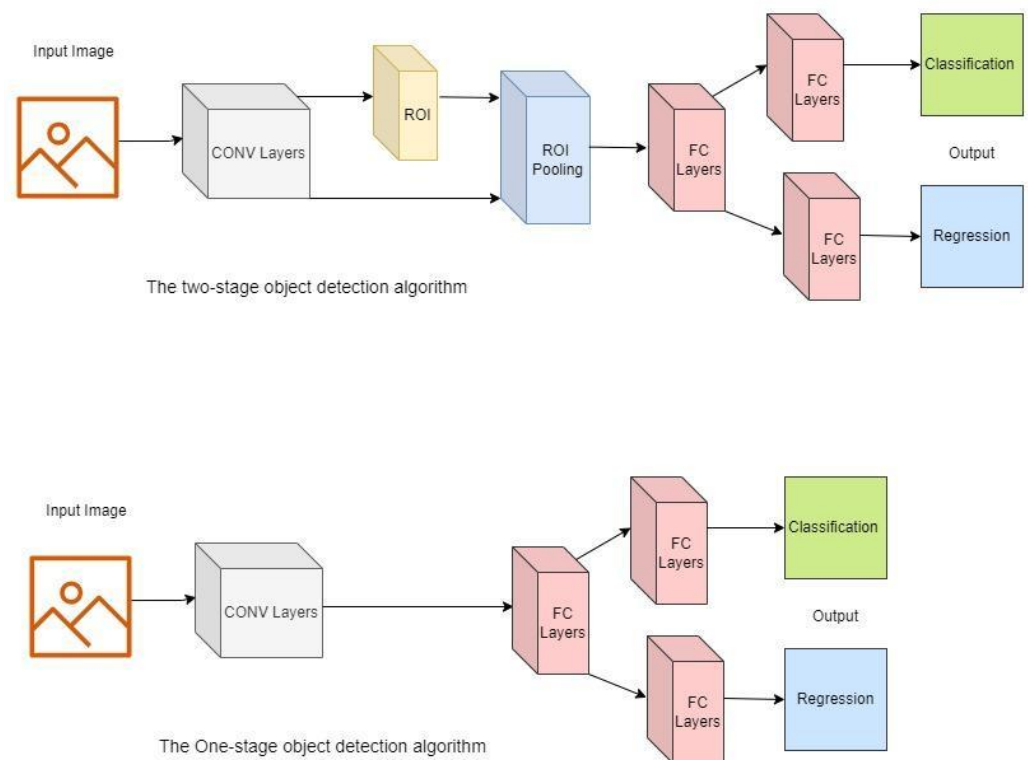 Input Image
CONV Layers
ROI
ROI
Pooling
FC
Layers
FC
Layers
FC
Layers
Classification
Output
Regression
The two-stage object detection algorithm
Input Image
CONV Layers
FC
Layers
FC
Layers
FC
Layers
Classification
Output
Regression
The One-stage object detection algorithm